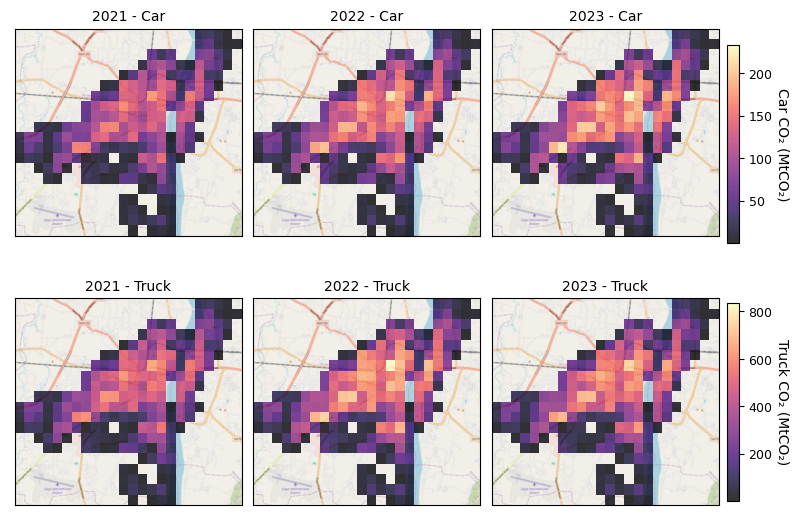 2021 - Car
2022 - Car
2023 - Car
200
150
100
50
Car CO₂ (MtCO₂)
2021 - Truck
2022 - Truck
2023 - Truck
800
600
400
200
Truck CO₂ (MtCO₂)